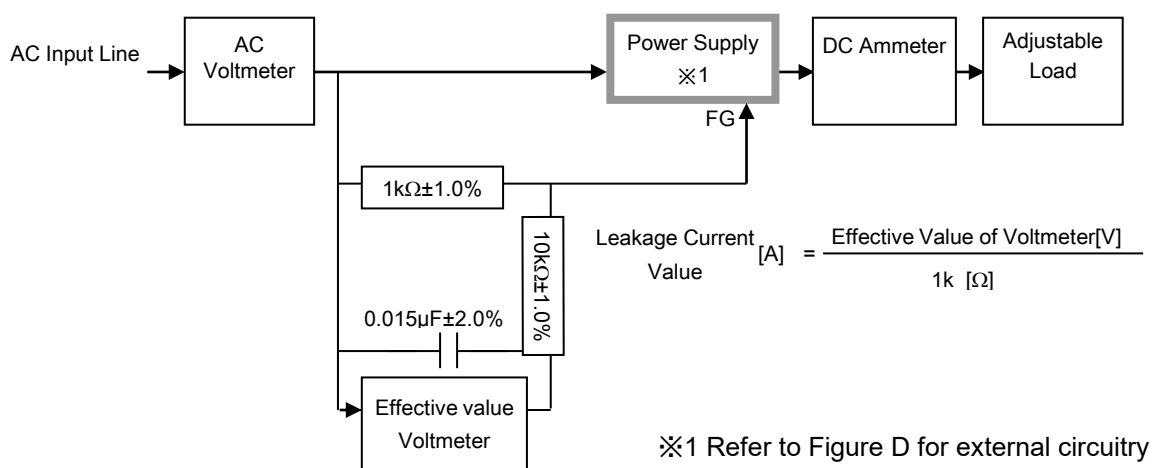 AC Input Line
AC
Voltmeter
Power Supply
※1
DC Ammeter
Adjustable
Load
FG
1kΩ±1.0%
10kΩ±1.0%
Leakage Current
Value
[A] =
Effective Value of Voltmeter[V]
1k [Ω]
0.015µF±2.0%
Effective value
Voltmeter
※1 Refer to Figure D for external circuitry